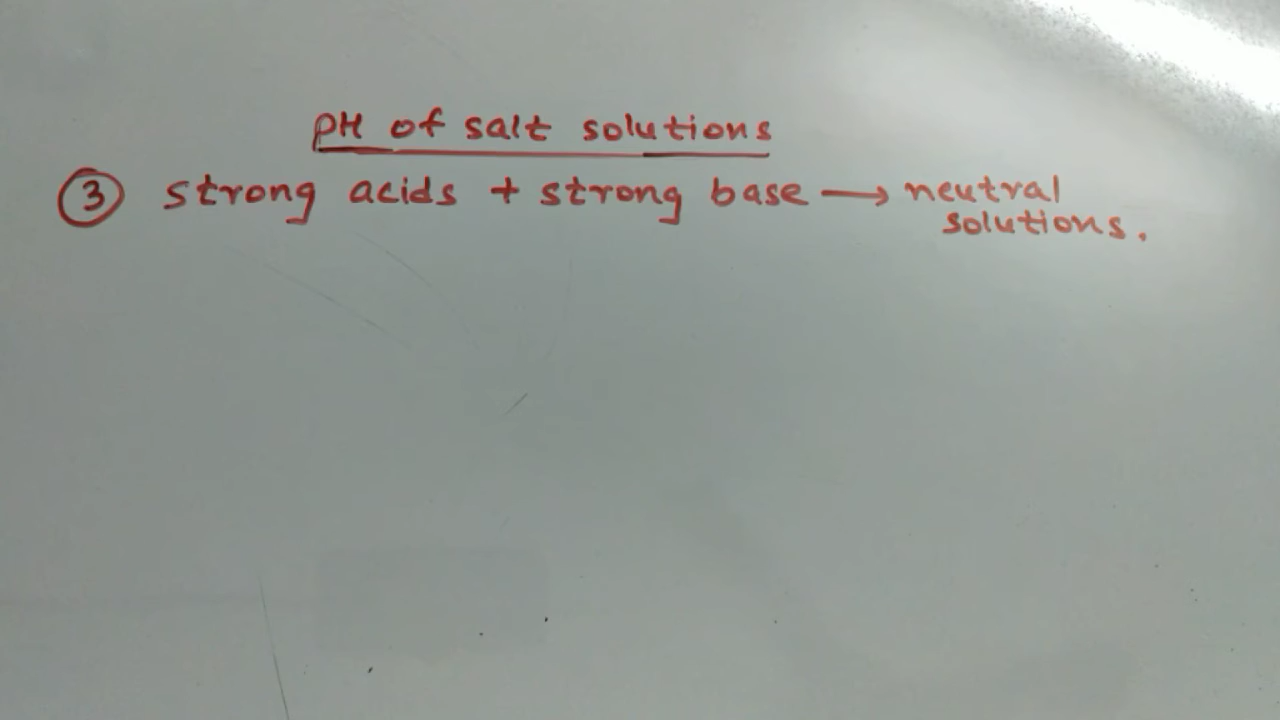 pH of salt solutions
③ strong acids + strong base ⟶ neutral
solutions.